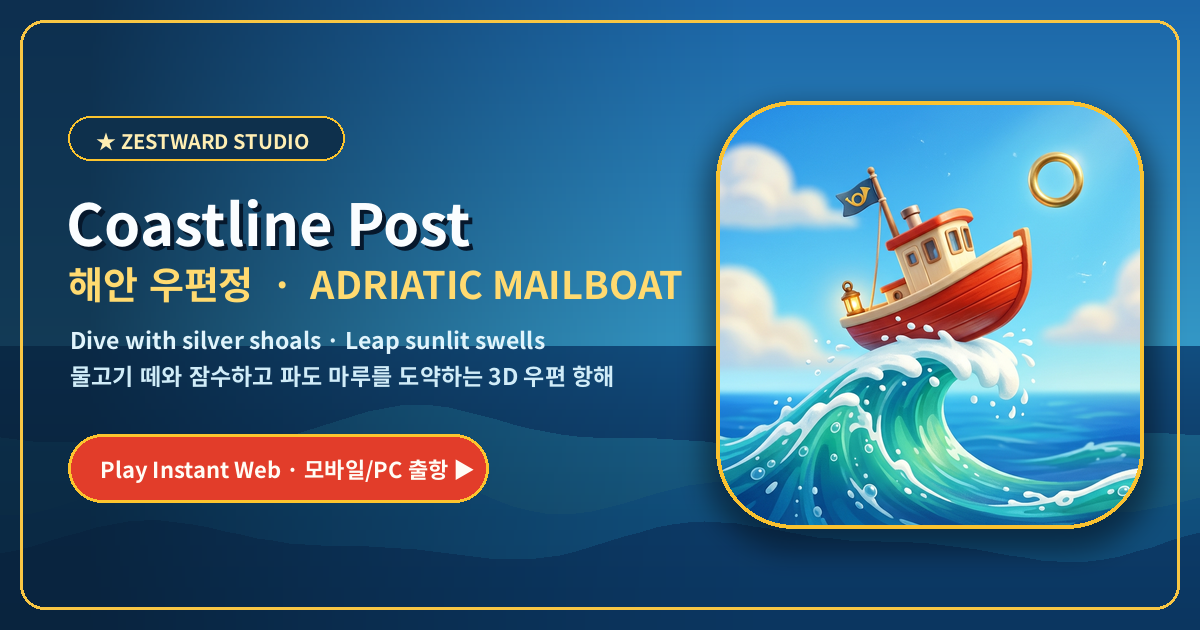 ★ ZESTWARD STUDIO
Coastline Post
해안 우편정 · ADRIATIC MAILBOAT
Dive with silver shoals · Leap sunlit swells
물고기 떼와 잠수하고 파도 마루를 도약하는 3D 우편 항해
Play Instant Web · 모바일/PC 출항 ▶